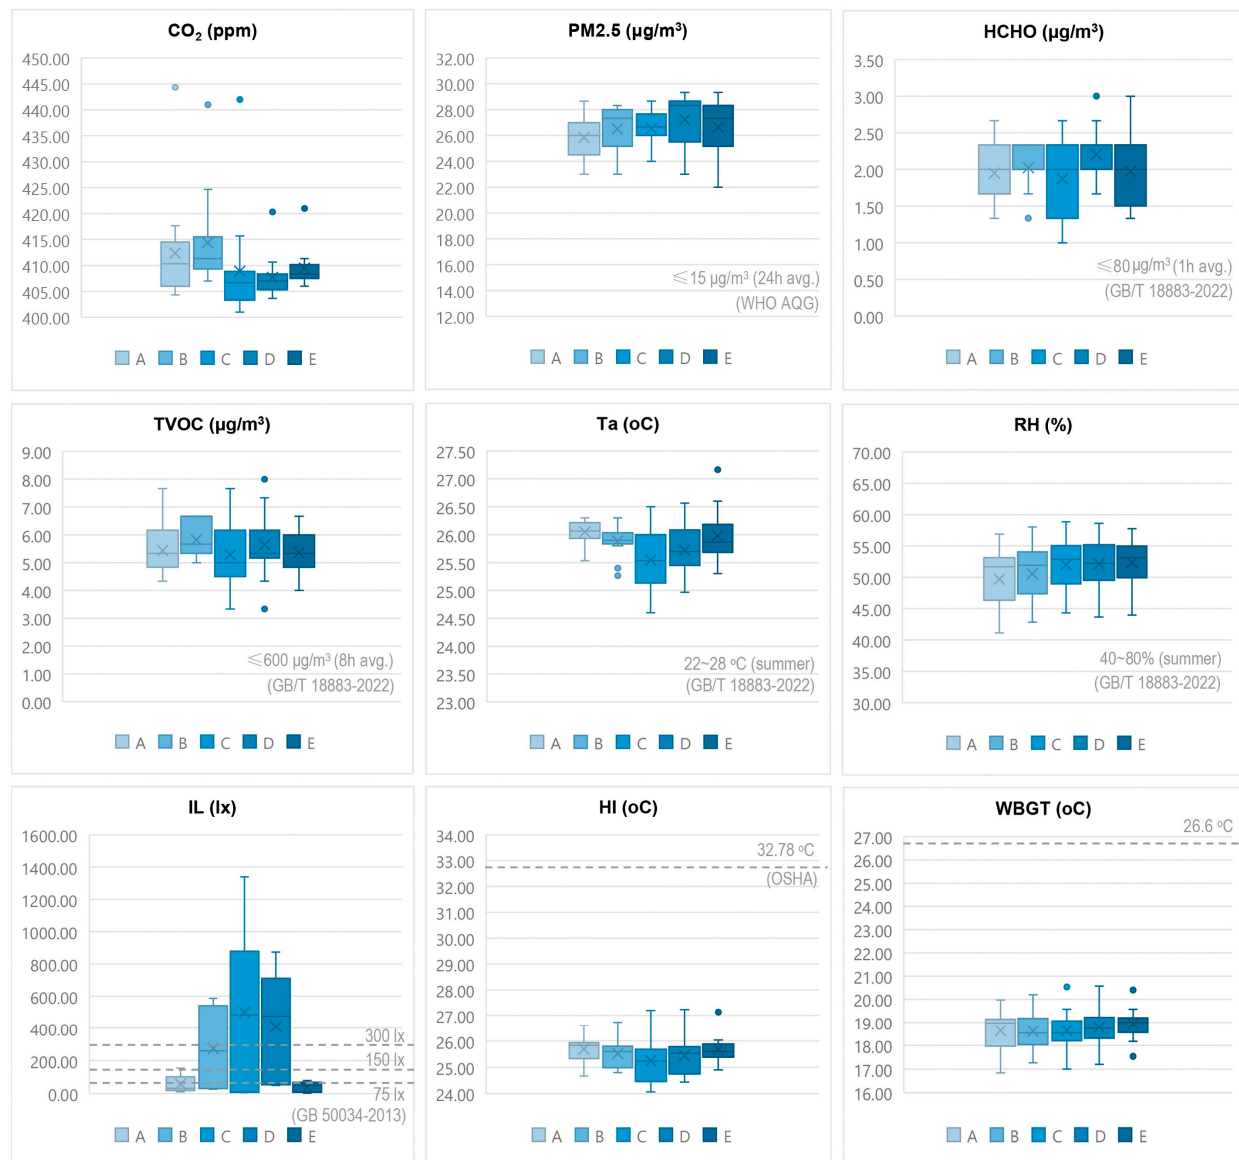 CO₂ (ppm)
450.00
445.00
440.00
435.00
430.00
425.00
420.00
415.00
410.00
405.00
400.00
A B C D E
PM2.5 (µg/m³)
32.00
30.00
28.00
26.00
24.00
22.00
20.00
18.00
16.00
14.00
12.00
≤15 µg/m³ (24h avg.)
(WHO AQG)
A B C D E
HCHO (µg/m³)
3.50
3.00
2.50
2.00
1.50
1.00
0.50
0.00
≤80 µg/m³ (1h avg.)
(GB/T 18883-2022)
A B C D E
TVOC (µg/m³)
9.00
8.00
7.00
6.00
5.00
4.00
3.00
2.00
1.00
0.00
≤600 µg/m³ (8h avg.)
(GB/T 18883-2022)
A B C D E
Ta (oC)
27.50
27.00
26.50
26.00
25.50
25.00
24.50
24.00
23.50
23.00
22~28 ºC (summer)
(GB/T 18883-2022)
A B C D E
RH (%)
70.00
65.00
60.00
55.00
50.00
45.00
40.00
35.00
30.00
40~80% (summer)
(GB/T 18883-2022)
A B C D E
IL (lx)
1600.00
1400.00
1200.00
1000.00
800.00
600.00
400.00
200.00
0.00
300 lx
150 lx
75 lx
(GB 50034-2013)
A B C D E
HI (oC)
34.00
33.00
32.00
31.00
30.00
29.00
28.00
27.00
26.00
25.00
24.00
32.78 ºC
(OSHA)
A B C D E
WBGT (oC)
27.00
26.00
25.00
24.00
23.00
22.00
21.00
20.00
19.00
18.00
17.00
16.00
26.6 ºC
A B C D E